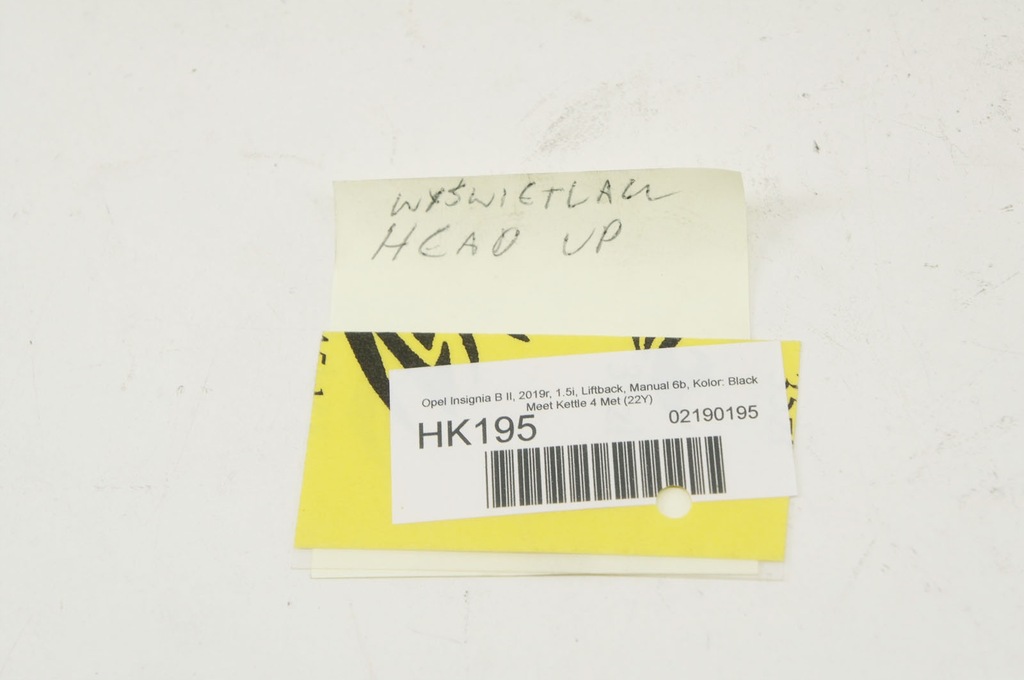 WYŚWIETLACZ
HEAD UP
Opel Insignia B II, 2019r, 1.5i, Liftback, Manual 6b, Kolor: Black
Meet Kettle 4 Met (22Y)
HK195
02190195